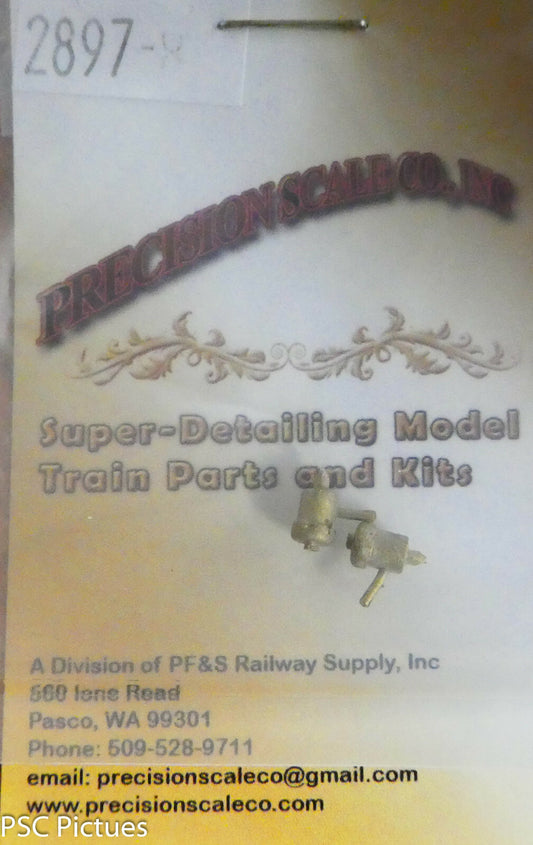 2897
PRECISION SCALE CO., INC
Super-Detailing Model
Train Parts and Kits
A Division of PF&S Railway Supply, Inc
560 Road
Pasco, WA 99301
Phone: 509-528-9711
email: precisionscaleco@gmail.com
www.precisionscaleco.com
PSC Pictues